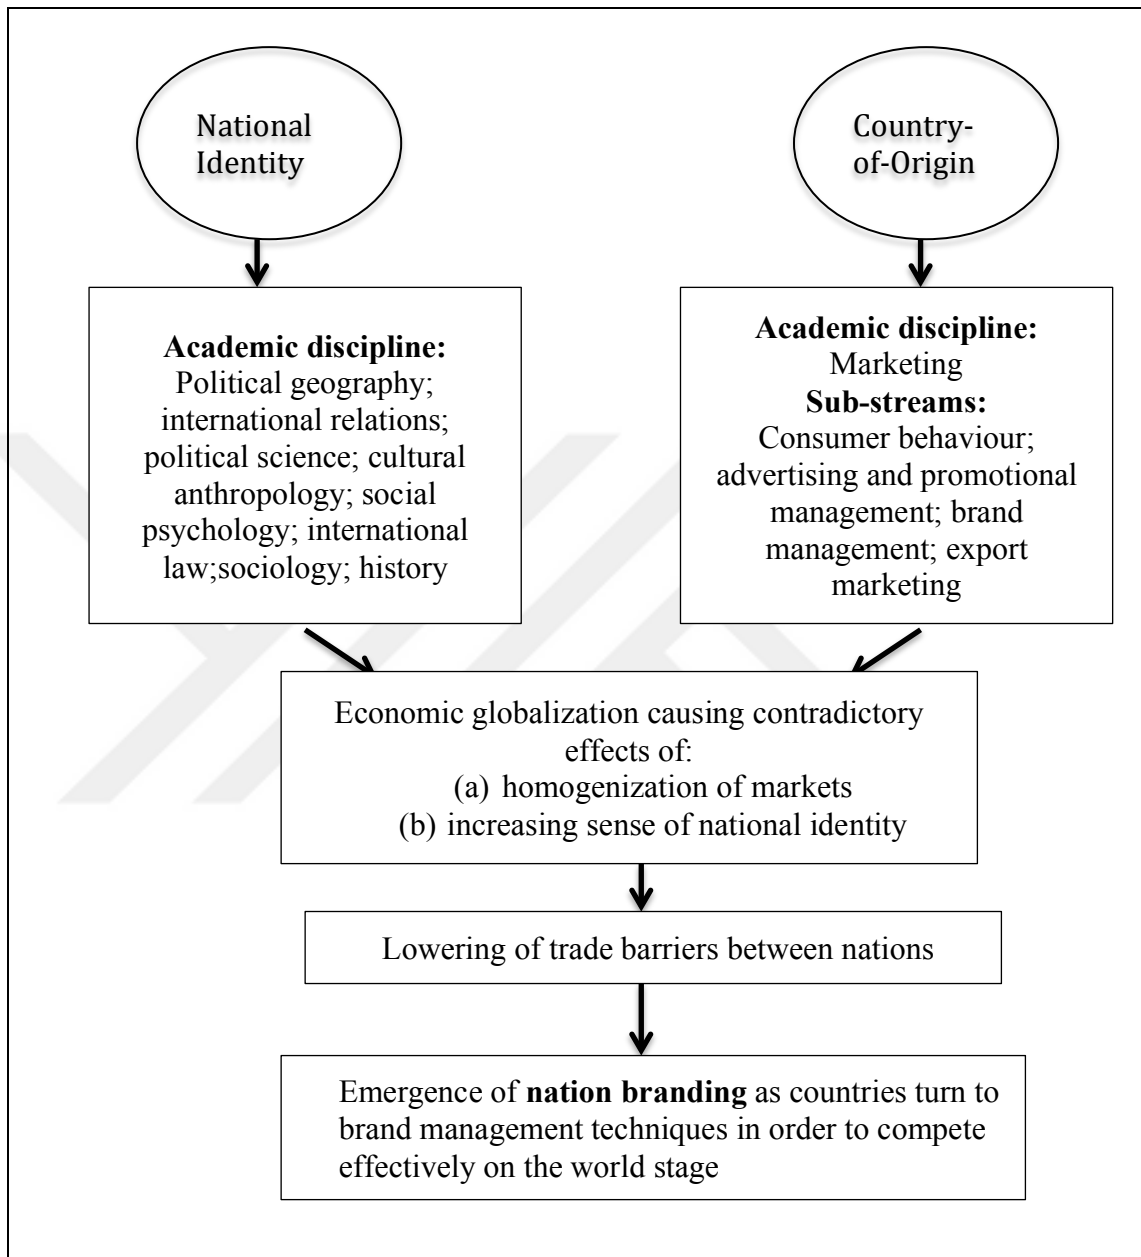 National
Identity
Country-
of-Origin
Academic discipline:
Political geography;
international relations;
political science; cultural
anthropology; social
psychology; international
law;sociology; history
Academic discipline:
Marketing
Sub-streams:
Consumer behaviour;
advertising and promotional
management; brand
management; export
marketing
Economic globalization causing contradictory
effects of:
(a) homogenization of markets
(b) increasing sense of national identity
Lowering of trade barriers between nations
Emergence of nation branding as countries turn to
brand management techniques in order to compete
effectively on the world stage